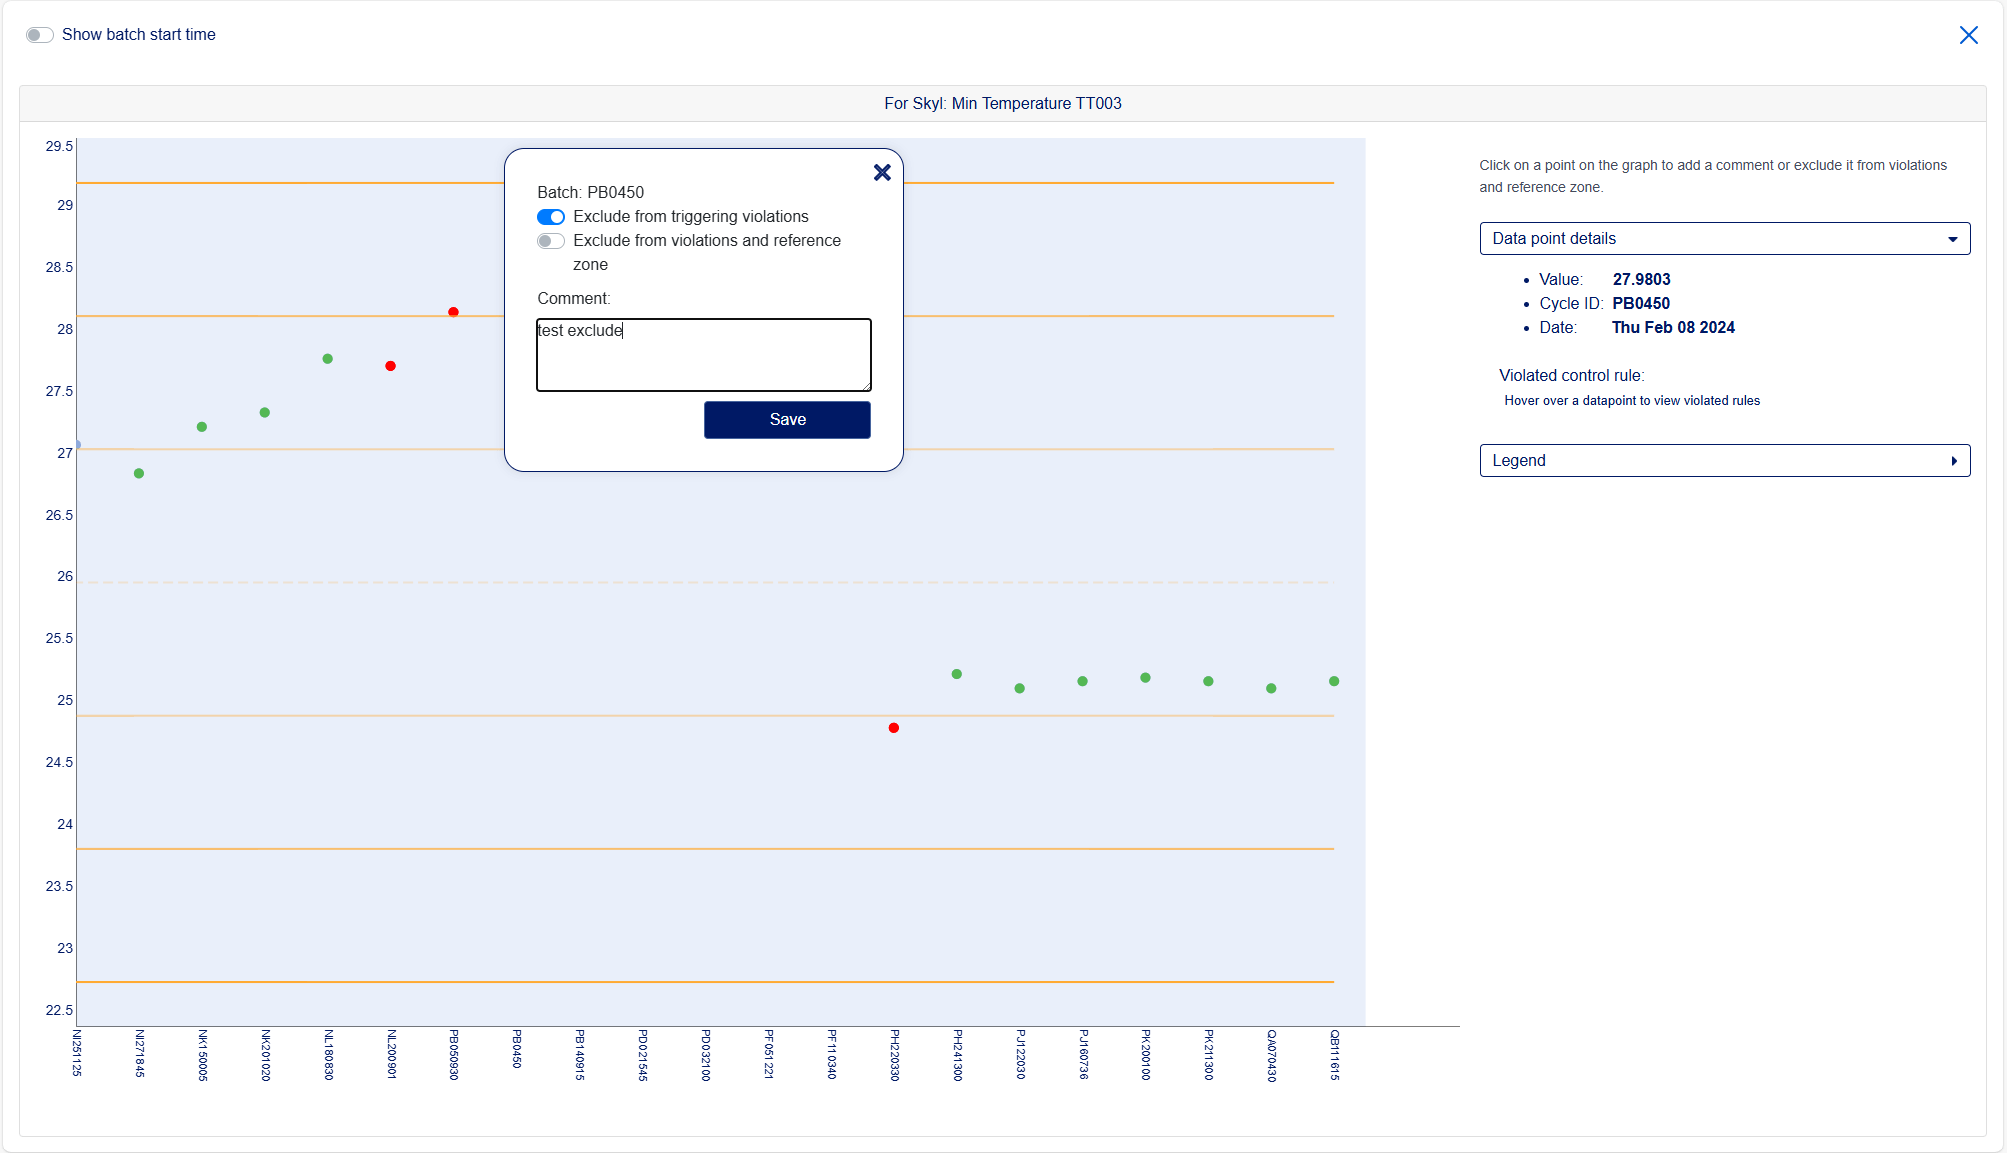 Show batch start time
For Skyl: Min Temperature TT003
29.5
29
28.5
28
27.5
27
26.5
26
25.5
25
24.5
24
23.5
23
22.5
NI251125
NI271845
NK150005
NK201020
NL180830
NL200901
PB050930
PB0450
PB140915
PD021545
PD032100
PF051221
PF110340
PH220330
PH241300
PJ122030
PJ160736
PK200100
PK211300
QA070430
QB111615
Batch: PB0450
Exclude from triggering violations
Exclude from violations and reference
zone
Comment:
test exclude
Save
Click on a point on the graph to add a comment or exclude it from violations
and reference zone.
Data point details
Value: 27.9803
Cycle ID: PB0450
Date: Thu Feb 08 2024
Violated control rule:
Hover over a datapoint to view violated rules
Legend